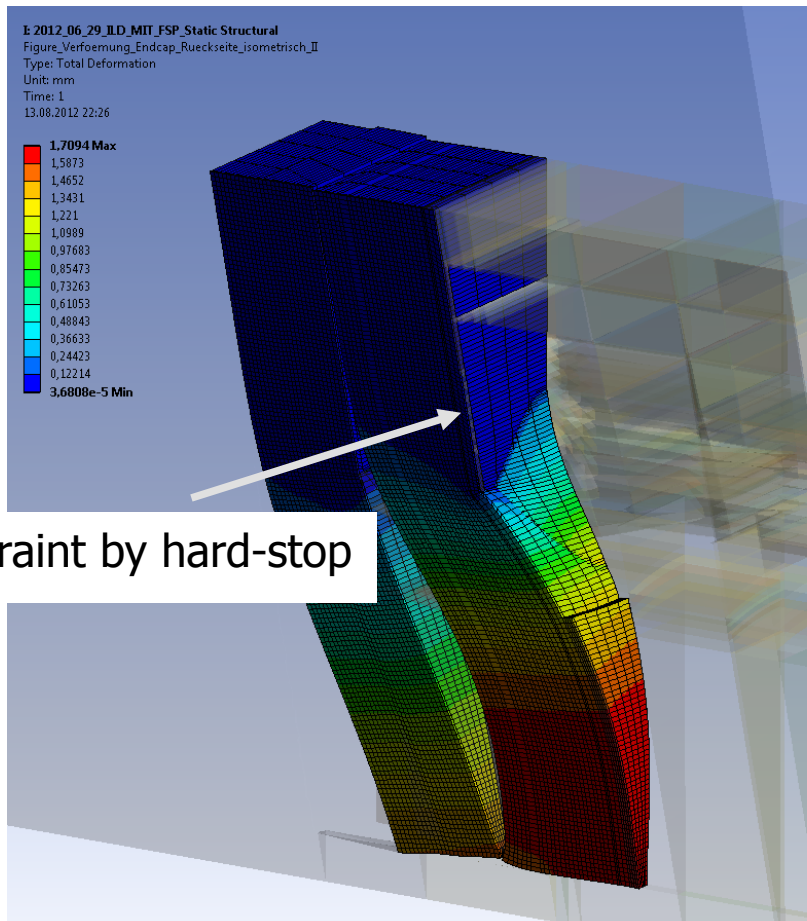 I: 2012_06_29_ILD_MIT_FSP_Static Structural
Figure_Verfoemung_Endcap_Rueckseite_isometrisch_II
Type: Total Deformation
Unit: mm
Time: 1
13.08.2012 22:26
1,7094 Max
1,5873
1,4652
1,3431
1,221
1,0989
0,97683
0,85473
0,73263
0,61053
0,48843
0,36633
0,24423
0,12214
3,6808e-5 Min
raint by hard-stop